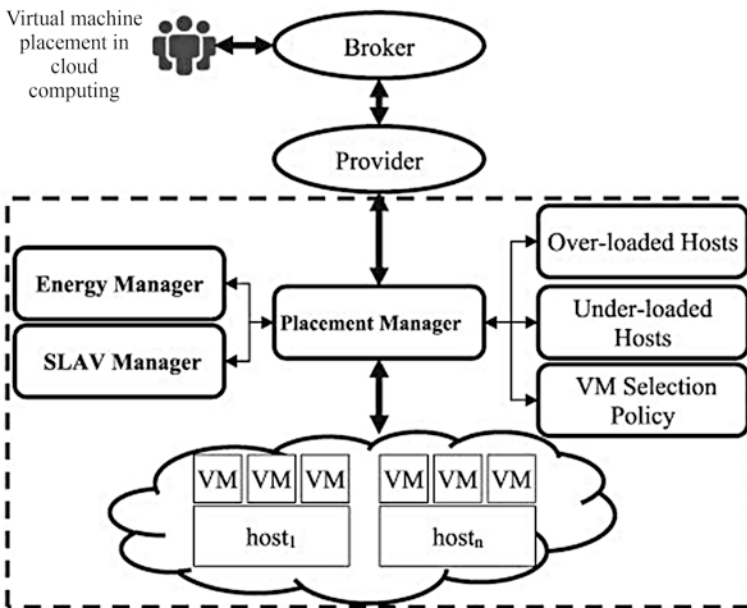 Virtual machine
placement in
cloud
computing
Broker
Provider
Energy Manager
SLAV Manager
Placement Manager
Over-loaded Hosts
Under-loaded
Hosts
VM Selection
Policy
VM VM VM
VM VM VM
host₁
hostₙ